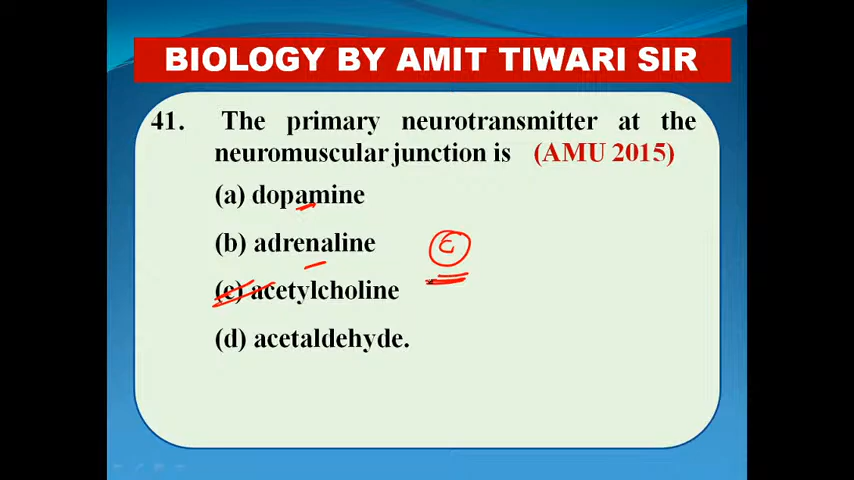 BIOLOGY BY AMIT TIWARI SIR
41. The primary neurotransmitter at the
neuromuscular junction is (AMU 2015)
(a) dopamine
(b) adrenaline
(c) acetylcholine
(d) acetaldehyde.